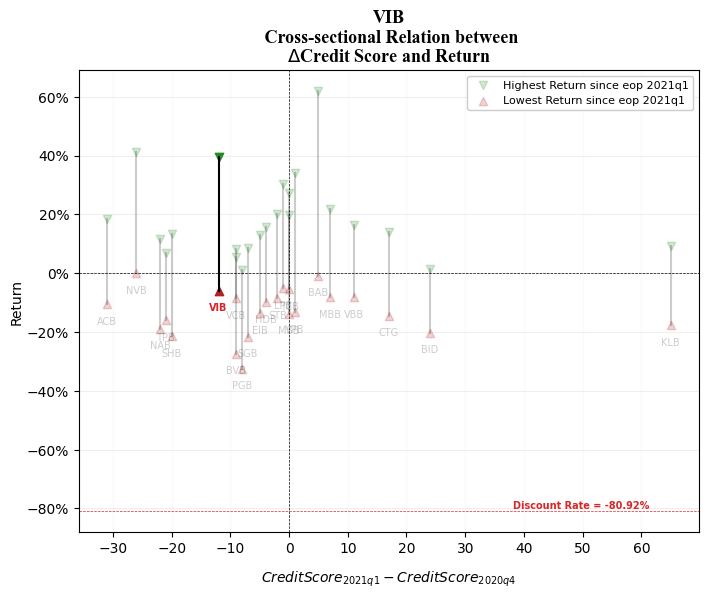 VIB
Cross-sectional Relation between
ΔCredit Score and Return
Highest Return since eop 2021q1
Lowest Return since eop 2021q1
60%
40%
20%
0%
−20%
−40%
−60%
−80%
Return
ACB
NVB
NAB
SHB
VIB
VCB
BVB
PGB
SGB
EIB
HDB
STB
LPB
MSB
BAB
MBB
VBB
CTG
BID
KLB
Discount Rate = -80.92%
−30
−20
−10
0
10
20
30
40
50
60
CreditScore2021q1 − CreditScore2020q4